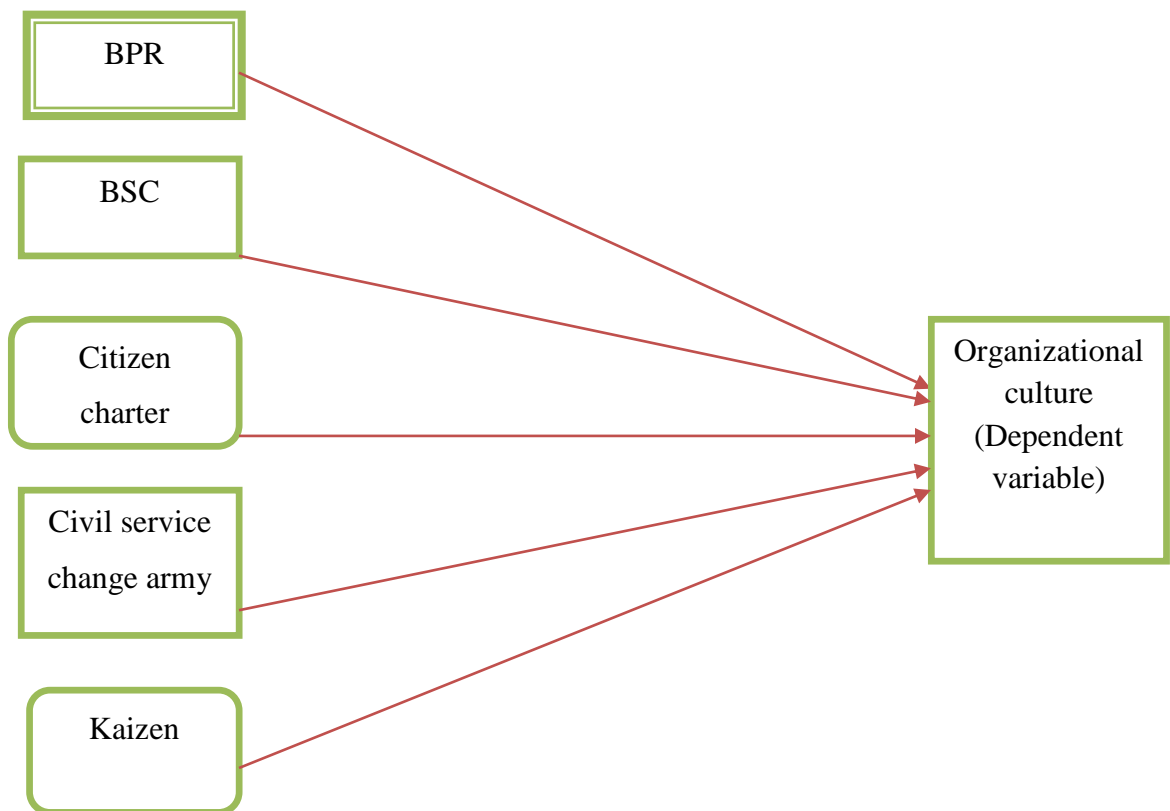 BPR
BSC
Citizen
charter
Civil service
change army
Kaizen
Organizational
culture
(Dependent
variable)